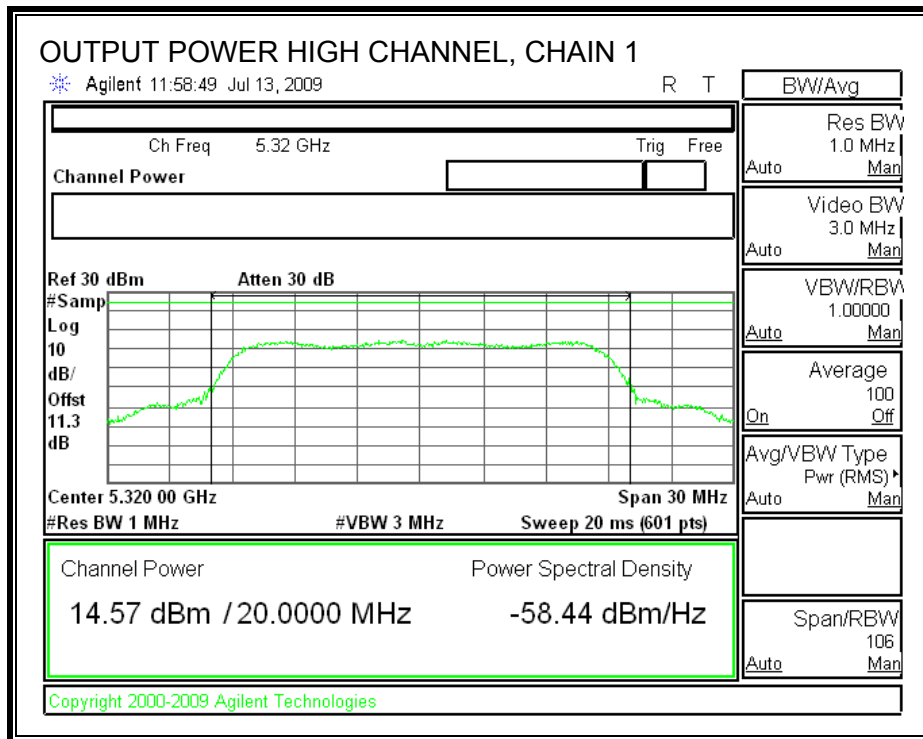 OUTPUT POWER HIGH CHANNEL, CHAIN 1
Agilent 11:58:49 Jul 13, 2009 R T
Ch Freq 5.32 GHz Trig Free
Channel Power
Ref 30 dBm Atten 30 dB
#Samp
Log
10
dB/
Offst
11.3
dB
Center 5.320 00 GHz Span 30 MHz
#Res BW 1 MHz #VBW 3 MHz Sweep 20 ms (601 pts)
Channel Power Power Spectral Density
14.57 dBm / 20.0000 MHz -58.44 dBm/Hz
Copyright 2000-2009 Agilent Technologies
BW/Avg
Res BW
1.0 MHz
Auto Man
Video BW
3.0 MHz
Auto Man
VBW/RBW
1.00000
Auto Man
Average
100
On Off
Avg/VBW Type
Pwr (RMS)
Auto Man
Span/RBW
106
Auto Man